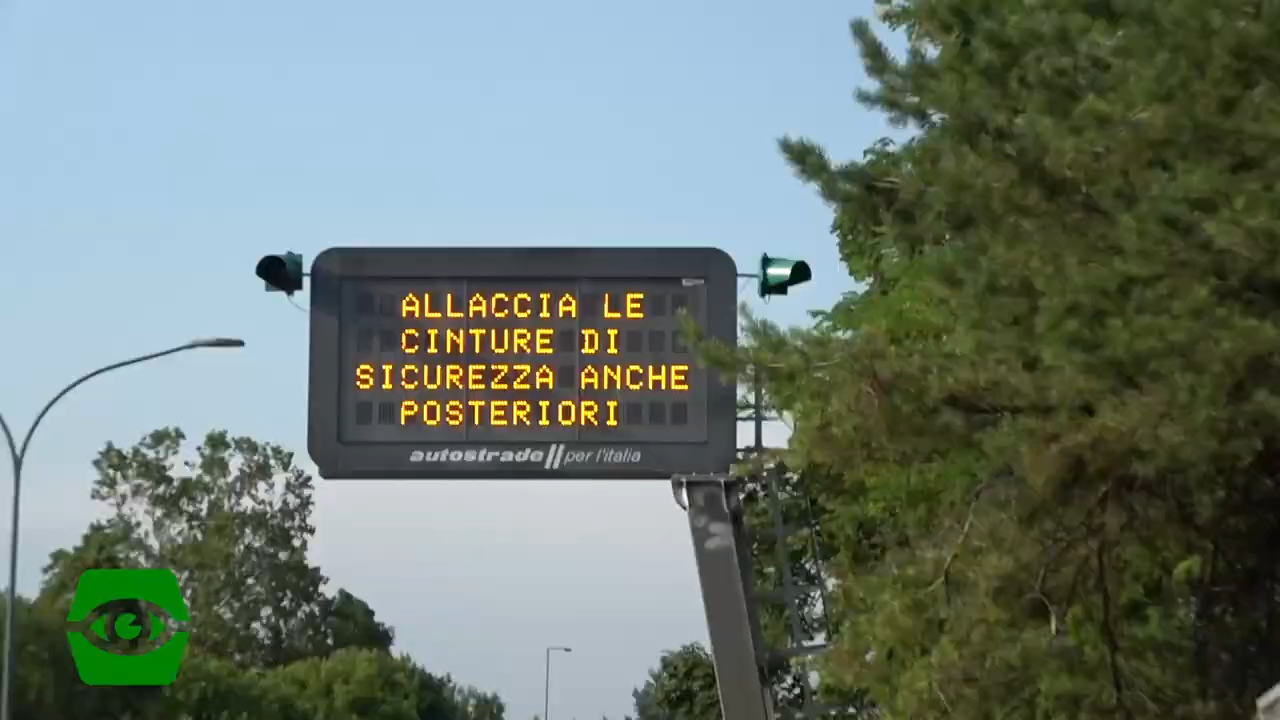 ALLACCIA LE
CINTURE DI
SICUREZZA ANCHE
POSTERIORI
autostrade // per l'italia